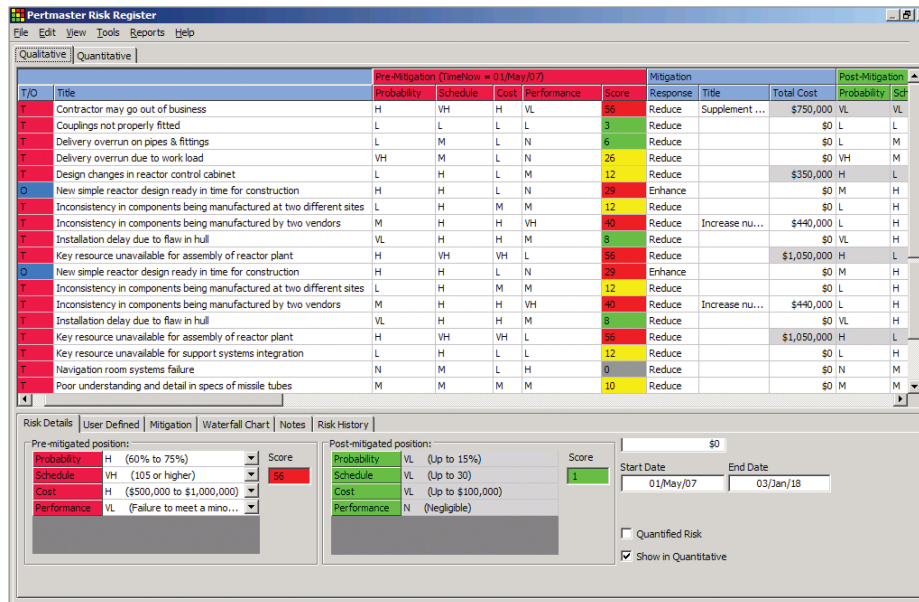 Pertmaster Risk Register
File Edit View Tools Reports Help
Qualitative Quantitative
Pre-Mitigation (TimeNow = 01/May/07) Mitigation Post-Mitigation
T/O Title Probability Schedule Cost Performance Score Response Title Total Cost Probability Sch
T Contractor may go out of business H VH H VL 56 Reduce Supplement ... $750,000 VL VL
T Couplings not properly fitted L L L L 3 Reduce $0 L L
T Delivery overrun on pipes & fittings L M L N 6 Reduce $0 L M
T Delivery overrun due to work load VH M L N 26 Reduce $0 VH M
T Design changes in reactor control cabinet L H L M 12 Reduce $350,000 H L
O New simple reactor design ready in time for construction H H L N 29 Enhance $0 M H
T Inconsistency in components being manufactured at two different sites L H M M 12 Reduce $0 L H
T Inconsistency in components being manufactured by two vendors M H H VH 40 Reduce Increase nu... $440,000 L H
T Installation delay due to flaw in hull VL H H M 8 Reduce $0 VL H
T Key resource unavailable for assembly of reactor plant H VH VH L 56 Reduce $1,050,000 H L
O New simple reactor design ready in time for construction H H L N 29 Enhance $0 M H
T Inconsistency in components being manufactured at two different sites L H M M 12 Reduce $0 L H
T Inconsistency in components being manufactured by two vendors M H H VH 40 Reduce Increase nu... $440,000 L H
T Installation delay due to flaw in hull VL H H M 8 Reduce $0 VL H
T Key resource unavailable for assembly of reactor plant H VH VH L 56 Reduce $1,050,000 H L
T Key resource unavailable for support systems integration L H L L 12 Reduce $0 L H
T Navigation room systems failure N M L H 0 Reduce $0 N M
T Poor understanding and detail in specs of missile tubes M M M M 10 Reduce $0 M M
Risk Details User Defined Mitigation Waterfall Chart Notes Risk History
Pre-mitigated position: Post-mitigated position: $0
Probability H (60% to 75%) Score Probability VL (Up to 15%) Score
Schedule VH (105 or higher) 56 Schedule VL (Up to 30) 1 Start Date End Date
Cost H ($500,000 to $1,000,000) Cost VL (Up to $100,000) 01/May/07 03/Jan/18
Performance VL (Failure to meet a mino... Performance N (Negligible)
Quantified Risk
Show in Quantitative